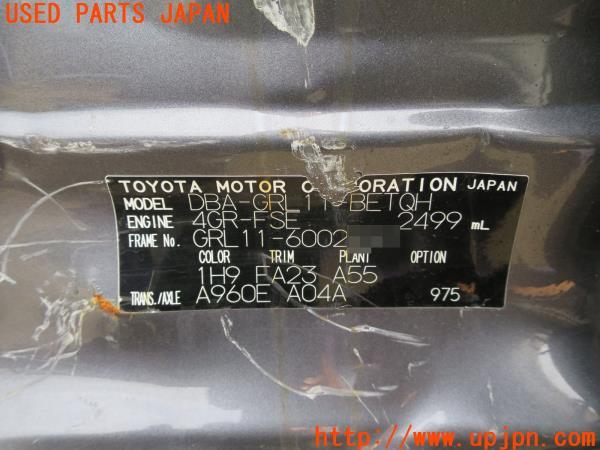 USED PARTS JAPAN
TOYOTA MOTOR CORPORATION JAPAN
MODEL DBA-GRL11-BETQH
ENGINE 4GR-FSE 2499 mL
FRAME No. GRL11-6002
COLOR TRIM PLANT OPTION
1H9 FA23 A55
TRANS./AXLE A960E A04A 975
UPJ http://www.upjpn.com